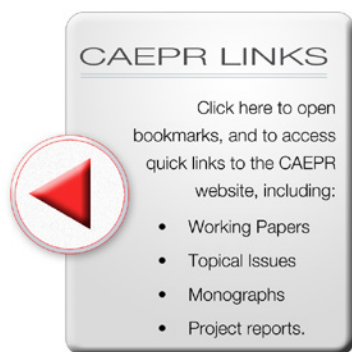 CAEPR LINKS
Click here to open
bookmarks, and to access
quick links to the CAEPR
website, including:
• Working Papers
• Topical Issues
• Monographs
• Project reports.